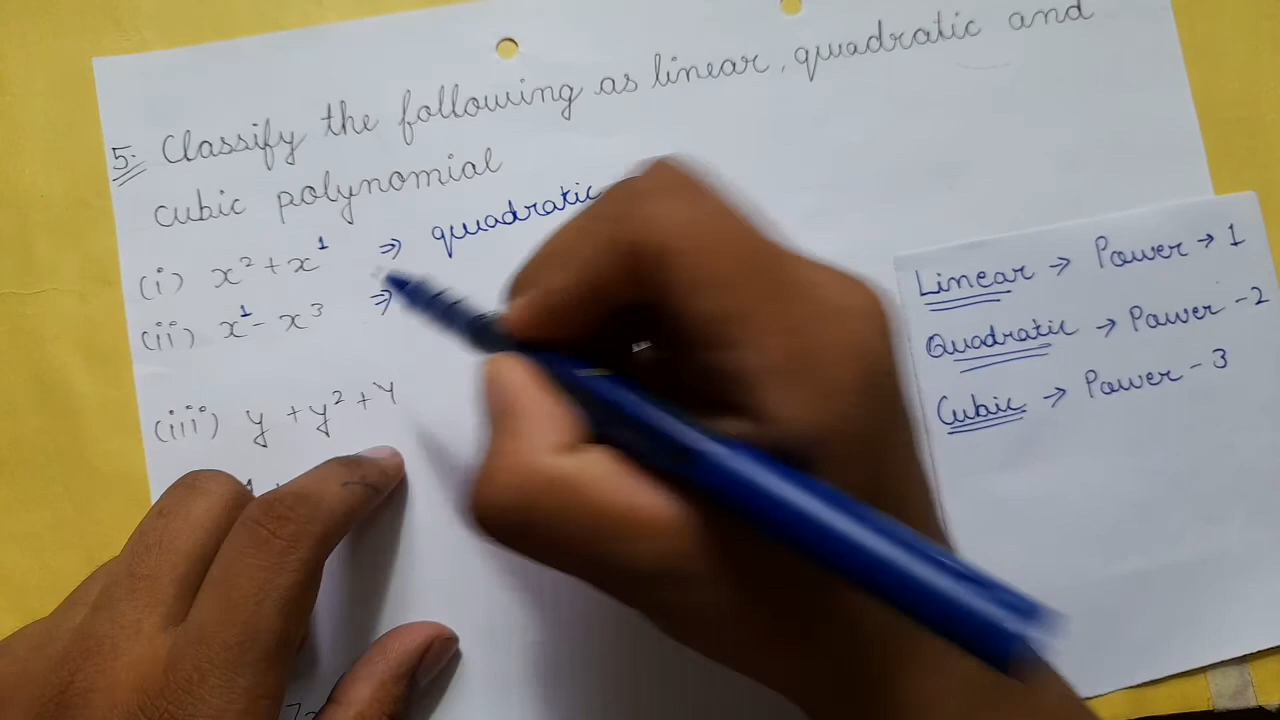 5. Classify the following as linear, quadratic and
cubic polynomial
(i) x² + x¹ ⇒ quadratic
(ii) x¹ - x³ ⇒
(iii) y + y² + 4
Linear → Power → 1
Quadratic → Power - 2
Cubic → Power - 3